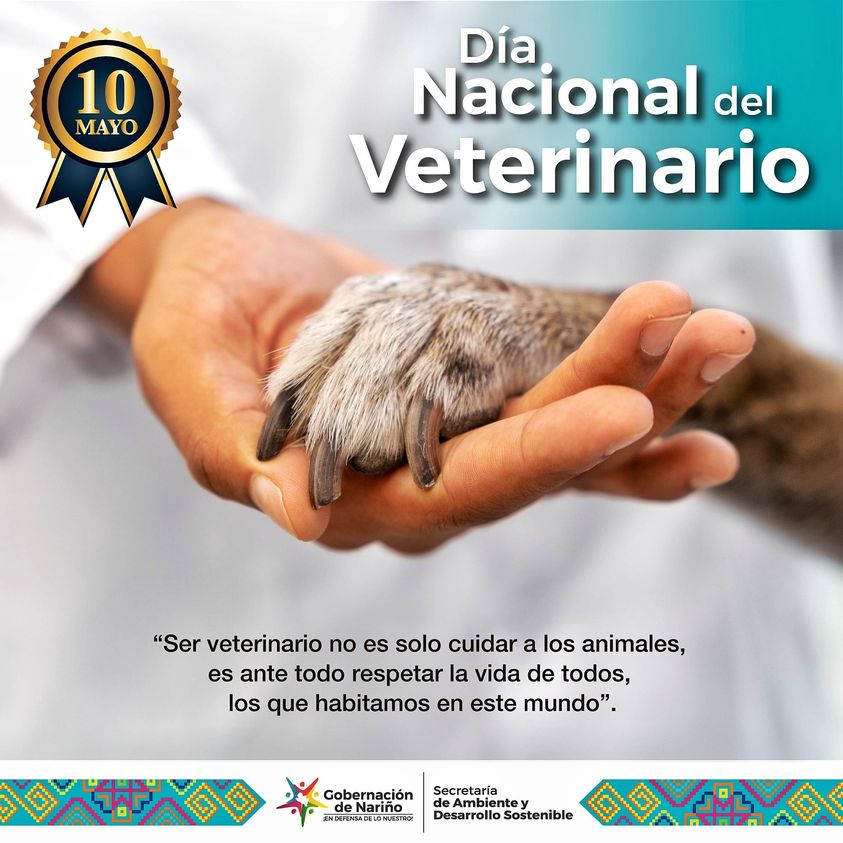 10
MAYO
Día
Nacional del
Veterinario
“Ser veterinario no es solo cuidar a los animales,
es ante todo respetar la vida de todos,
los que habitamos en este mundo”.
Gobernación
de Nariño
¡EN DEFENSA DE LO NUESTRO!
Secretaría
de Ambiente y
Desarrollo Sostenible